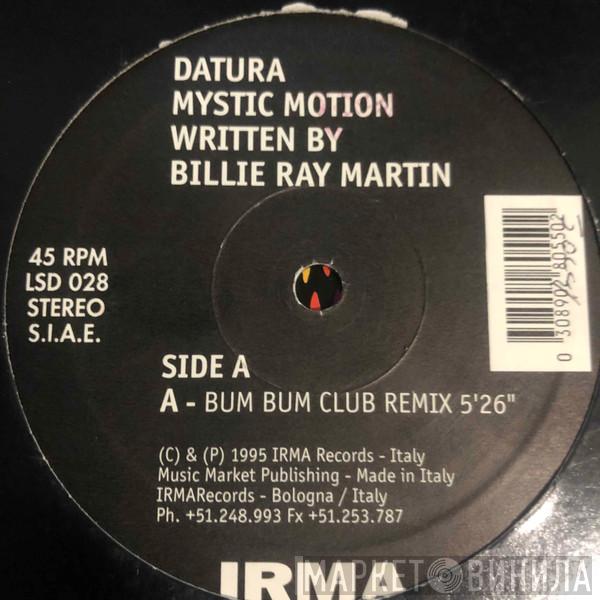 DATURA
MYSTIC MOTION
WRITTEN BY
BILLIE RAY MARTIN
45 RPM
LSD 028
STEREO
S.I.A.E.
SIDE A
A - BUM BUM CLUB REMIX 5'26"
(C) & (P) 1995 IRMA Records - Italy
Music Market Publishing - Made in Italy
IRMARecords - Bologna / Italy
Ph. +51.248.993 Fx +51.253.787
IRMA
МАРКЕТ ВИНИЛА